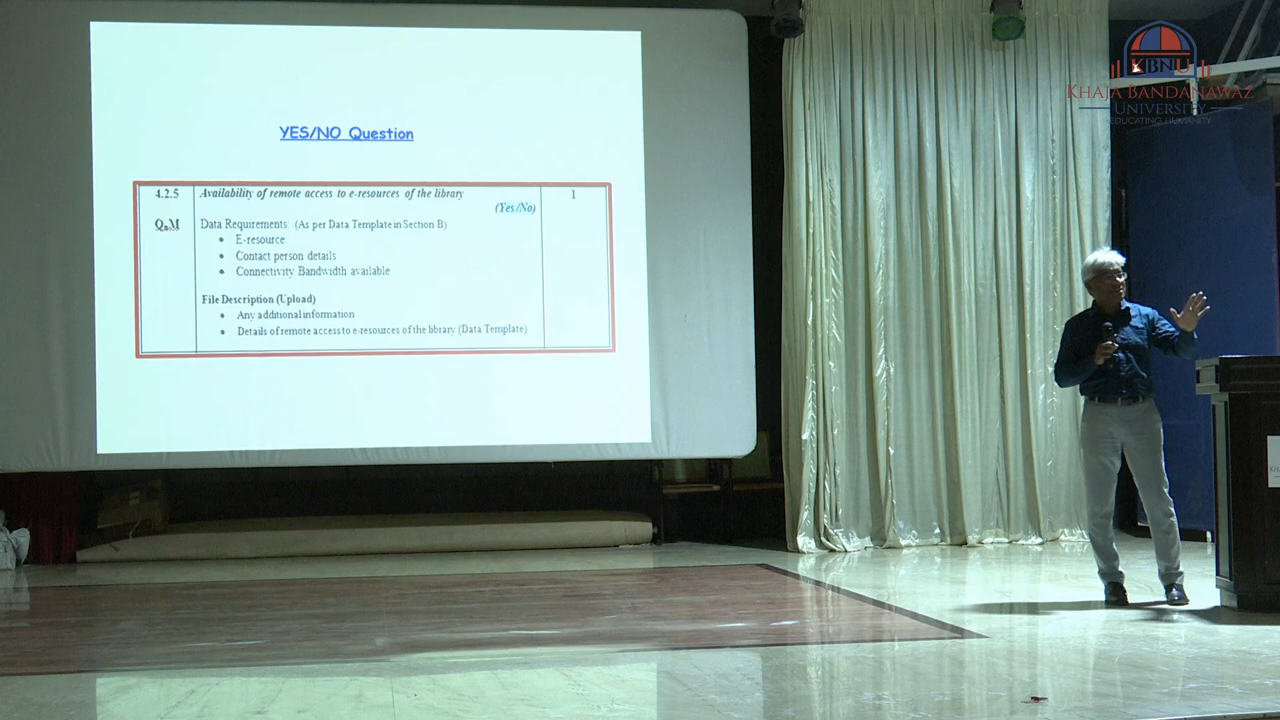 KBNU
KHAJA BANDANAWAZ
UNIVERSITY
EDUCATING HUMANITY
YES/NO Question
4.2.5 Availability of remote access to e-resources of the library 1
(Yes/No)
QnM Data Requirements: (As per Data Template in Section B)
• E-resource
• Contact person details
• Connectivity Bandwidth available
File Description (Upload)
• Any additional information
• Details of remote access to e-resources of the library (Data Template)